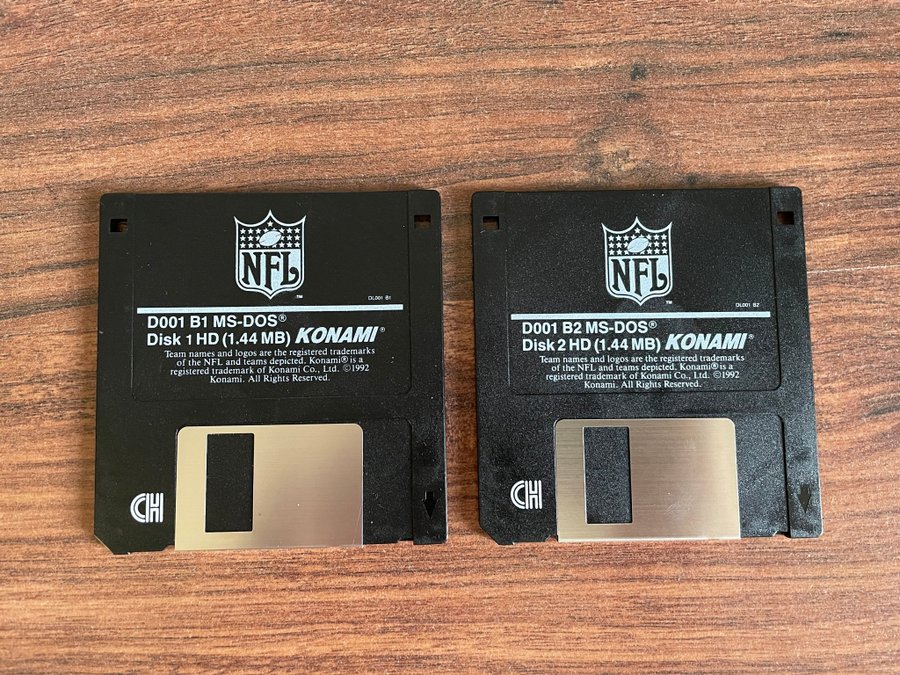 NFL
™
DL001 B1
D001 B1 MS-DOS®
Disk 1 HD (1.44 MB) KONAMI®
Team names and logos are the registered trademarks
of the NFL and teams depicted. Konami® is a
registered trademark of Konami Co., Ltd. ©1992
Konami. All Rights Reserved.
CH
NFL
™
DL001 B2
D001 B2 MS-DOS®
Disk 2 HD (1.44 MB) KONAMI®
Team names and logos are the registered trademarks
of the NFL and teams depicted. Konami® is a
registered trademark of Konami Co., Ltd. ©1992
Konami. All Rights Reserved.
CH